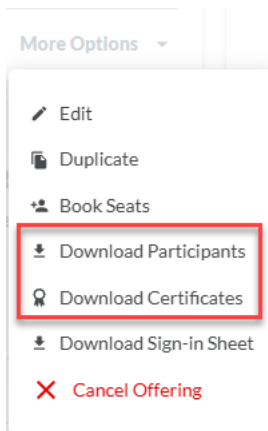 More Options
Edit
Duplicate
Book Seats
Download Participants
Download Certificates
Download Sign-in Sheet
Cancel Offering